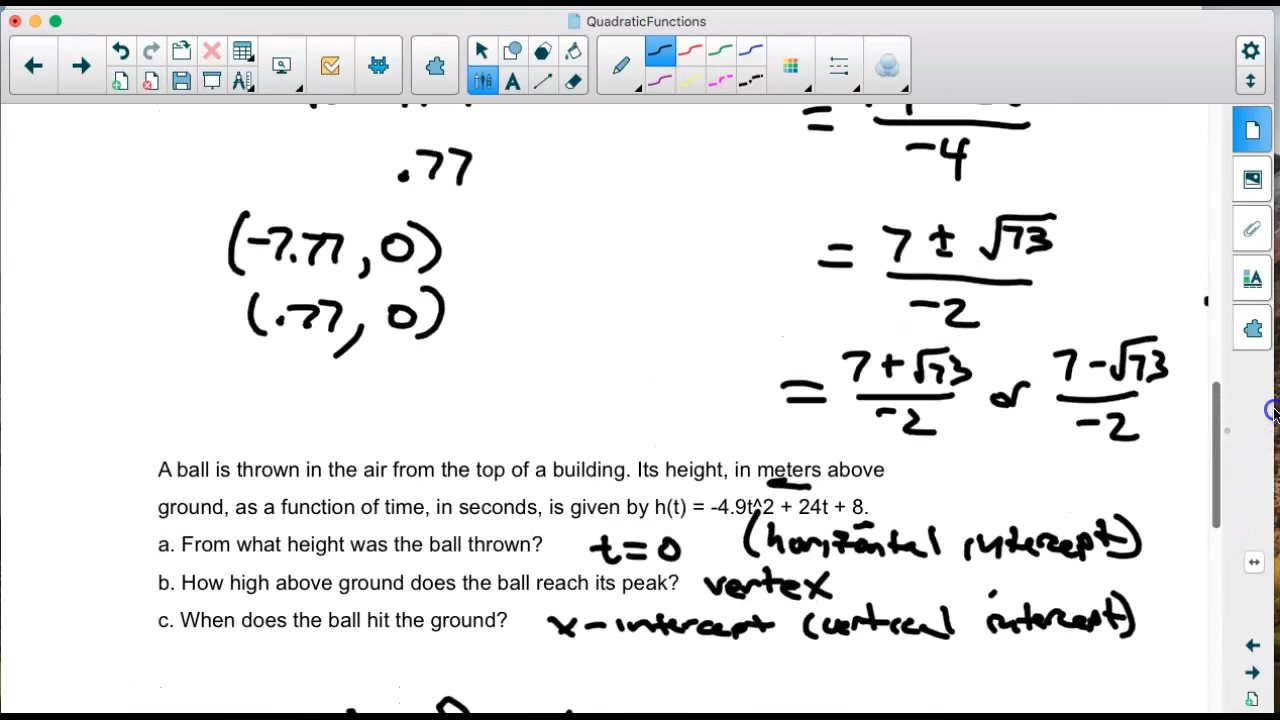 QuadraticFunctions
= -4
.77
(-7.77, 0)
= 7 ± √73 / -2
(.77, 0)
= 7 + √73 / -2 or 7 - √73 / -2
A ball is thrown in the air from the top of a building. Its height, in meters above
ground, as a function of time, in seconds, is given by h(t) = -4.9t^2 + 24t + 8.
a. From what height was the ball thrown? t = 0 (horizontal intercept)
b. How high above ground does the ball reach its peak? vertex
c. When does the ball hit the ground? x-intercept (vertical intercept)